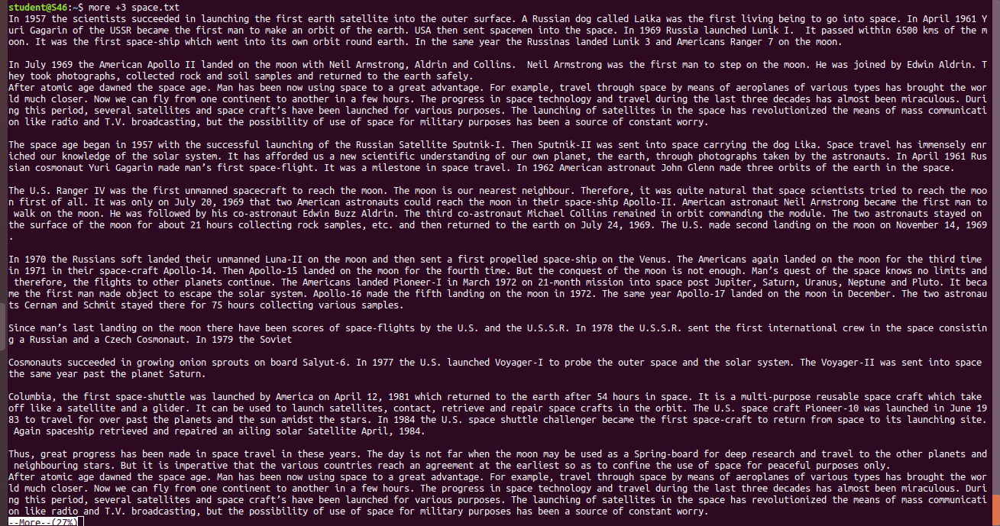 student@S46:~$ more +3 space.txt
In 1957 the scientists succeeded in launching the first earth satellite into the outer surface. A Russian dog called Laika was the first living being to go into space. In April 1961 Y
uri Gagarin of the USSR became the first man to make an orbit of the earth. USA then sent spacemen into the space. In 1969 Russia launched Lunik I.  It passed within 6500 kms of the m
oon. It was the first space-ship which went into its own orbit round earth. In the same year the Russinas landed Lunik 3 and Americans Ranger 7 on the moon.

In July 1969 the American Apollo II landed on the moon with Neil Armstrong, Aldrin and Collins.  Neil Armstrong was the first man to step on the moon. He was joined by Edwin Aldrin. T
hey took photographs, collected rock and soil samples and returned to the earth safely.
After atomic age dawned the space age. Man has been now using space to a great advantage. For example, travel through space by means of aeroplanes of various types has brought the wor
ld much closer. Now we can fly from one continent to another in a few hours. The progress in space technology and travel during the last three decades has almost been miraculous. Duri
ng this period, several satellites and space craft’s have been launched for various purposes. The launching of satellites in the space has revolutionized the means of mass communicati
on like radio and T.V. broadcasting, but the possibility of use of space for military purposes has been a source of constant worry.

The space age began in 1957 with the successful launching of the Russian Satellite Sputnik-I. Then Sputnik-II was sent into space carrying the dog Lika. Space travel has immensely enr
iched our knowledge of the solar system. It has afforded us a new scientific understanding of our own planet, the earth, through photographs taken by the astronauts. In April 1961 Rus
sian cosmonaut Yuri Gagarin made man’s first space-flight. It was a milestone in space travel. In 1962 American astronaut John Glenn made three orbits of the earth in the space.

The U.S. Ranger IV was the first unmanned spacecraft to reach the moon. The moon is our nearest neighbour. Therefore, it was quite natural that space scientists tried to reach the moo
n first of all. It was only on July 20, 1969 that two American astronauts could reach the moon in their space-ship Apollo-II. American astronaut Neil Armstrong became the first man to
 walk on the moon. He was followed by his co-astronaut Edwin Buzz Aldrin. The third co-astronaut Michael Collins remained in orbit commanding the module. The two astronauts stayed on
the surface of the moon for about 21 hours collecting rock samples, etc. and then returned to the earth on July 24, 1969. The U.S. made second landing on the moon on November 14, 1969
.

In 1970 the Russians soft landed their unmanned Luna-II on the moon and then sent a first propelled space-ship on the Venus. The Americans again landed on the moon for the third time
in 1971 in their space-craft Apollo-14. Then Apollo-15 landed on the moon for the fourth time. But the conquest of the moon is not enough. Man’s quest of the space knows no limits and
 therefore, the flights to other planets continue. The Americans landed Pioneer-I in March 1972 on 21-month mission into space post Jupiter, Saturn, Uranus, Neptune and Pluto. It beca
me the first man made object to escape the solar system. Apollo-16 made the fifth landing on the moon in 1972. The same year Apollo-17 landed on the moon in December. The two astronau
ts Cernam and Schmit stayed there for 75 hours collecting various samples.

Since man’s last landing on the moon there have been scores of space-flights by the U.S. and the U.S.S.R. In 1978 the U.S.S.R. sent the first international crew in the space consistin
g a Russian and a Czech Cosmonaut. In 1979 the Soviet

Cosmonauts succeeded in growing onion sprouts on board Salyut-6. In 1977 the U.S. launched Voyager-I to probe the outer space and the solar system. The Voyager-II was sent into space
the same year past the planet Saturn.

Columbia, the first space-shuttle was launched by America on April 12, 1981 which returned to the earth after 54 hours in space. It is a multi-purpose reusable space craft which take
off like a satellite and a glider. It can be used to launch satellites, contact, retrieve and repair space crafts in the orbit. The U.S. space craft Pioneer-10 was launched in June 19
83 to travel for over past the planets and the sun amidst the stars. In 1984 the U.S. space shuttle challenger became the first space-craft to return from space to its launching site.
 Again spaceship retrieved and repaired an ailing solar Satellite April, 1984.

Thus, great progress has been made in space travel in these years. The day is not far when the moon may be used as a Spring-board for deep research and travel to the other planets and
 neighbouring stars. But it is imperative that the various countries reach an agreement at the earliest so as to confine the use of space for peaceful purposes only.
After atomic age dawned the space age. Man has been now using space to a great advantage. For example, travel through space by means of aeroplanes of various types has brought the wor
ld much closer. Now we can fly from one continent to another in a few hours. The progress in space technology and travel during the last three decades has almost been miraculous. Duri
ng this period, several satellites and space craft’s have been launched for various purposes. The launching of satellites in the space has revolutionized the means of mass communicati
on like radio and T.V. broadcasting, but the possibility of use of space for military purposes has been a source of constant worry.
--More--(27%)